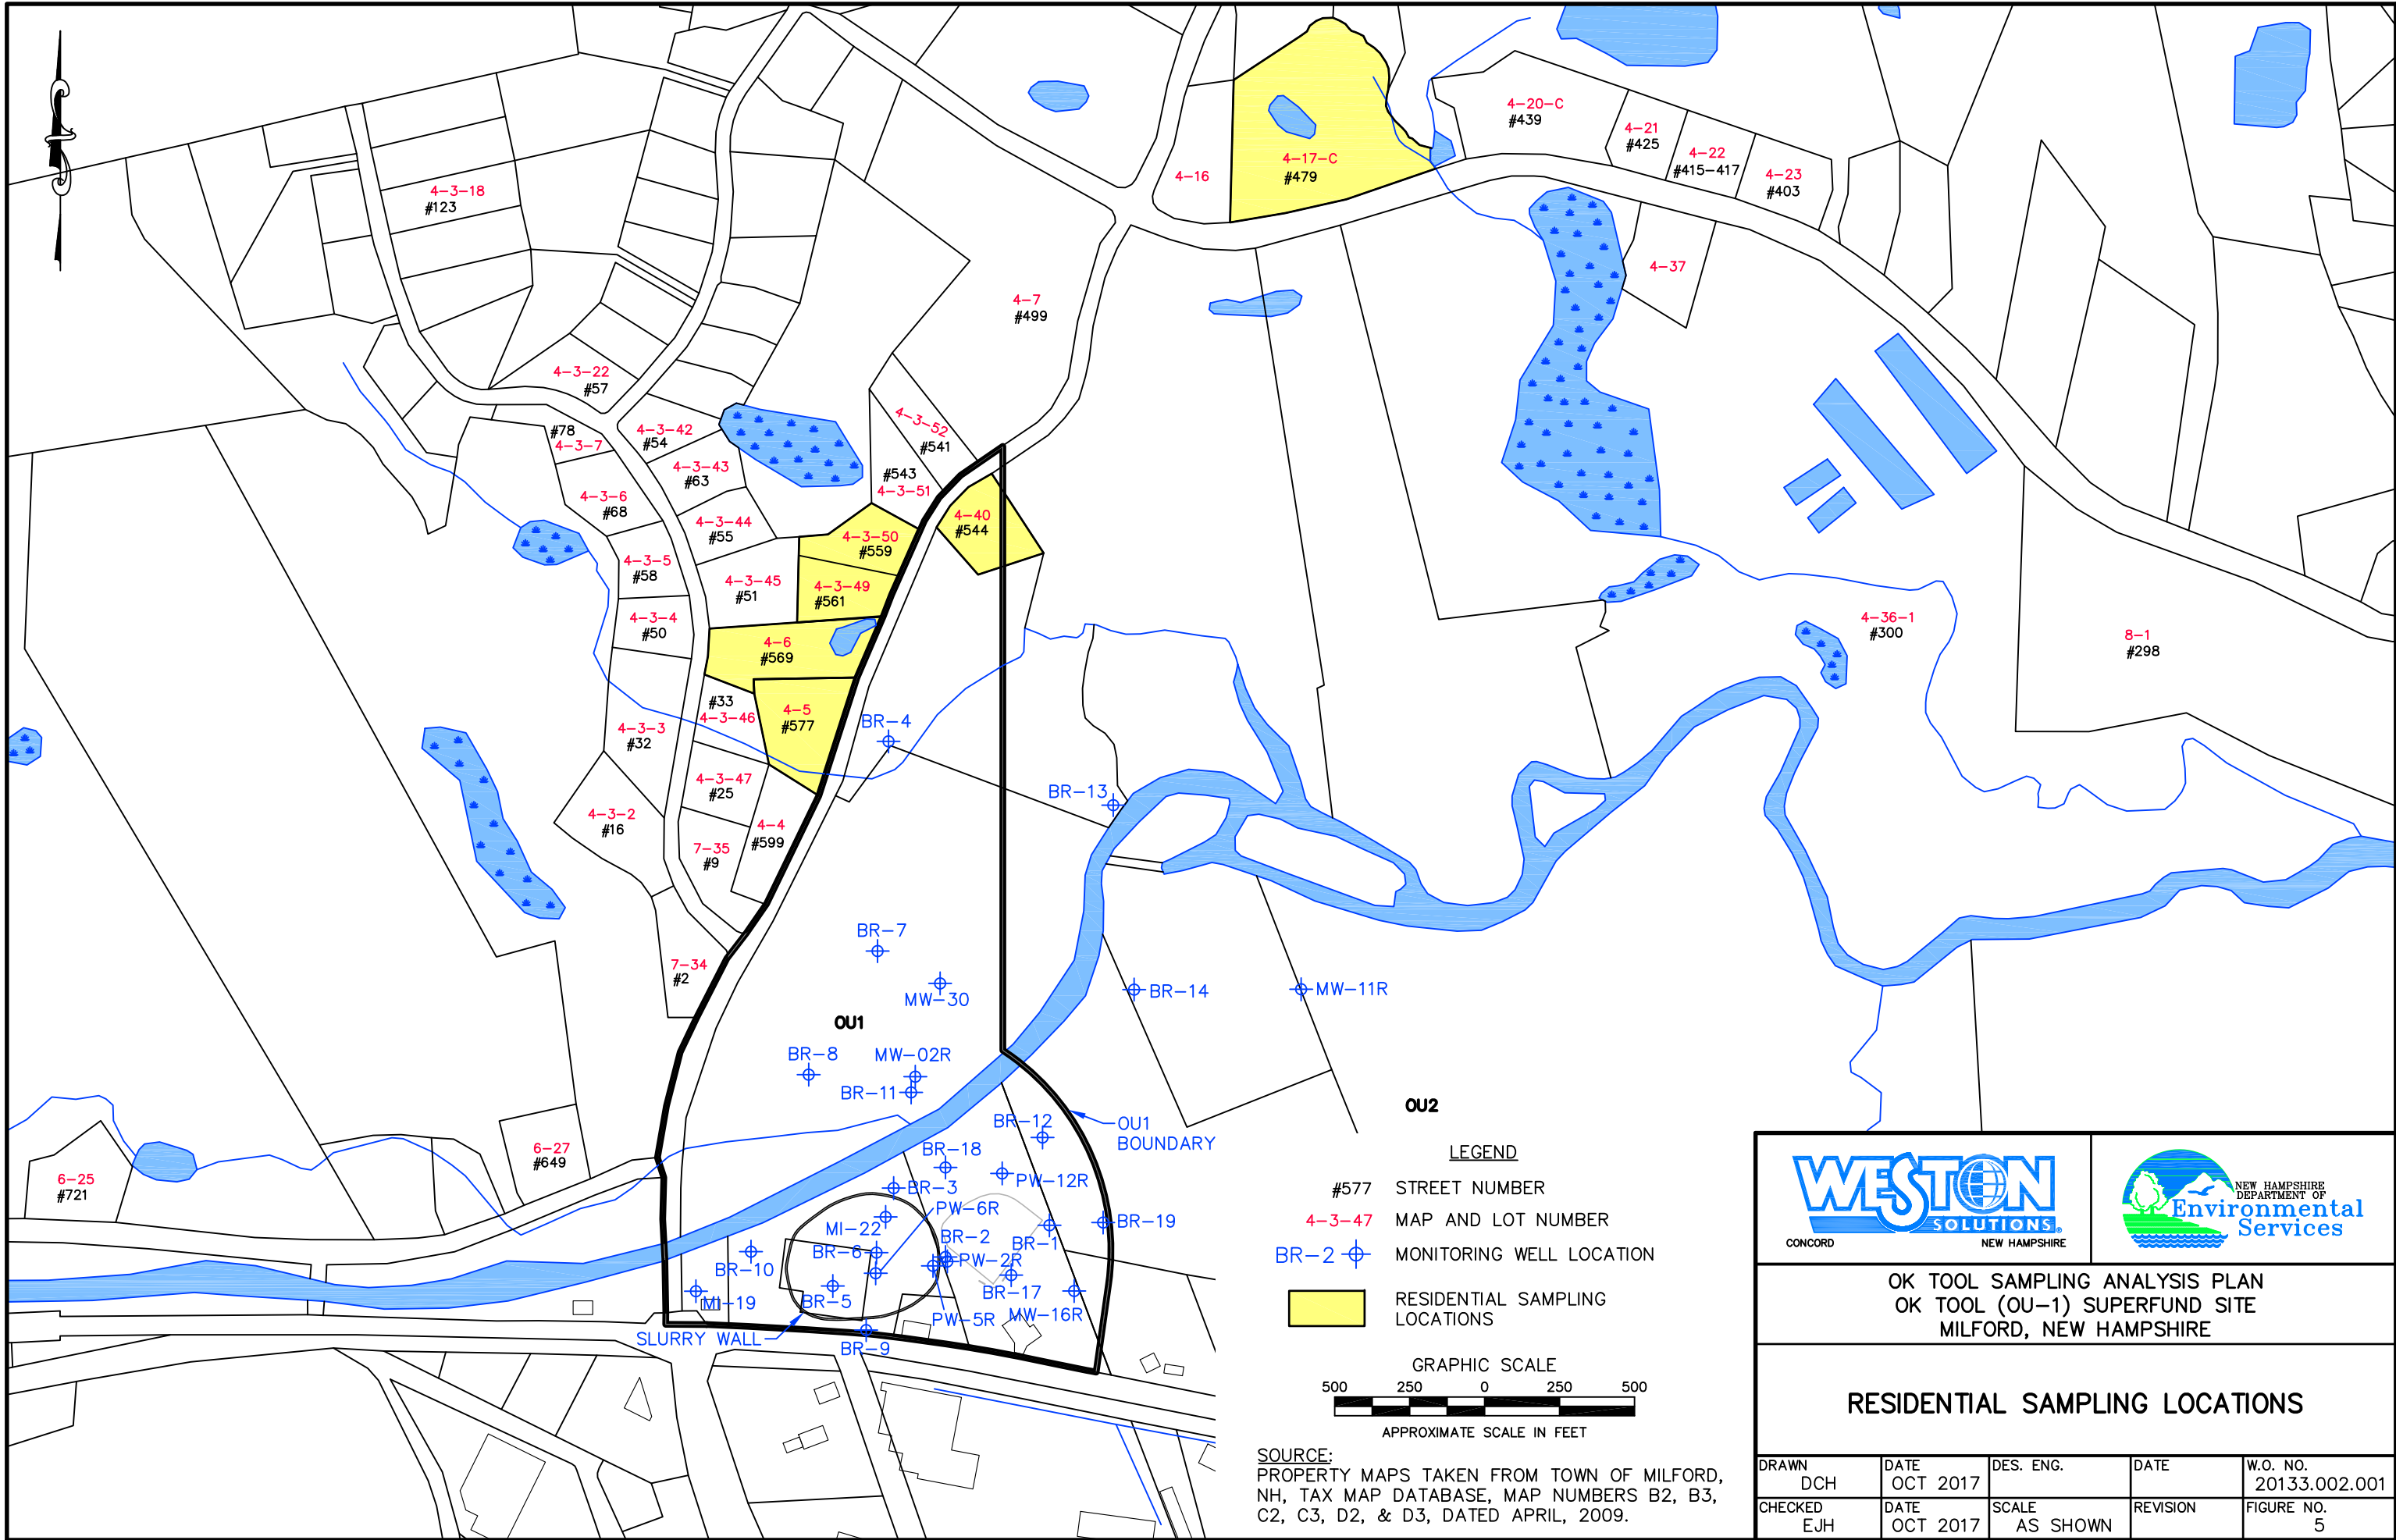 4-20-C
#439
4-21
#425
4-22
#415-417
4-23
#403
4-17-C
#479
4-16
4-3-18
#123
4-37
4-7
#499
4-3-22
#57
4-3-52
#541
#543
4-3-51
#78
4-3-7
4-3-42
#54
4-3-43
#63
4-3-6
#68
4-3-44
#55
4-3-50
#559
4-40
#544
4-3-5
#58
4-3-45
#51
4-3-49
#561
4-3-4
#50
4-6
#569
4-36-1
#300
8-1
#298
#33
4-3-46
4-5
#577
BR-4
4-3-3
#32
4-3-47
#25
BR-13
4-3-2
#16
4-4
#599
7-35
#9
BR-7
7-34
#2
MW-30
BR-14
MW-11R
OU1
BR-8
MW-02R
BR-11
OU2
BR-12
OU1
BOUNDARY
6-27
#649
6-25
#721
BR-18
BR-3
PW-12R
PW-6R
MI-22
BR-2
BR-1
BR-19
BR-6
PW-2R
BR-10
BR-5
BR-17
MI-19
PW-5R
MW-16R
SLURRY WALL
BR-9
LEGEND
#577 STREET NUMBER
4-3-47 MAP AND LOT NUMBER
BR-2 MONITORING WELL LOCATION
RESIDENTIAL SAMPLING
LOCATIONS
GRAPHIC SCALE
500 250 0 250 500
APPROXIMATE SCALE IN FEET
SOURCE:
PROPERTY MAPS TAKEN FROM TOWN OF MILFORD,
NH, TAX MAP DATABASE, MAP NUMBERS B2, B3,
C2, C3, D2, & D3, DATED APRIL, 2009.
WESTON
SOLUTIONS®
CONCORD NEW HAMPSHIRE
NEW HAMPSHIRE
DEPARTMENT OF
Environmental
Services
OK TOOL SAMPLING ANALYSIS PLAN
OK TOOL (OU-1) SUPERFUND SITE
MILFORD, NEW HAMPSHIRE
RESIDENTIAL SAMPLING LOCATIONS
DRAWN DATE DES. ENG. DATE W.O. NO.
DCH OCT 2017 20133.002.001
CHECKED DATE SCALE REVISION FIGURE NO.
EJH OCT 2017 AS SHOWN 5